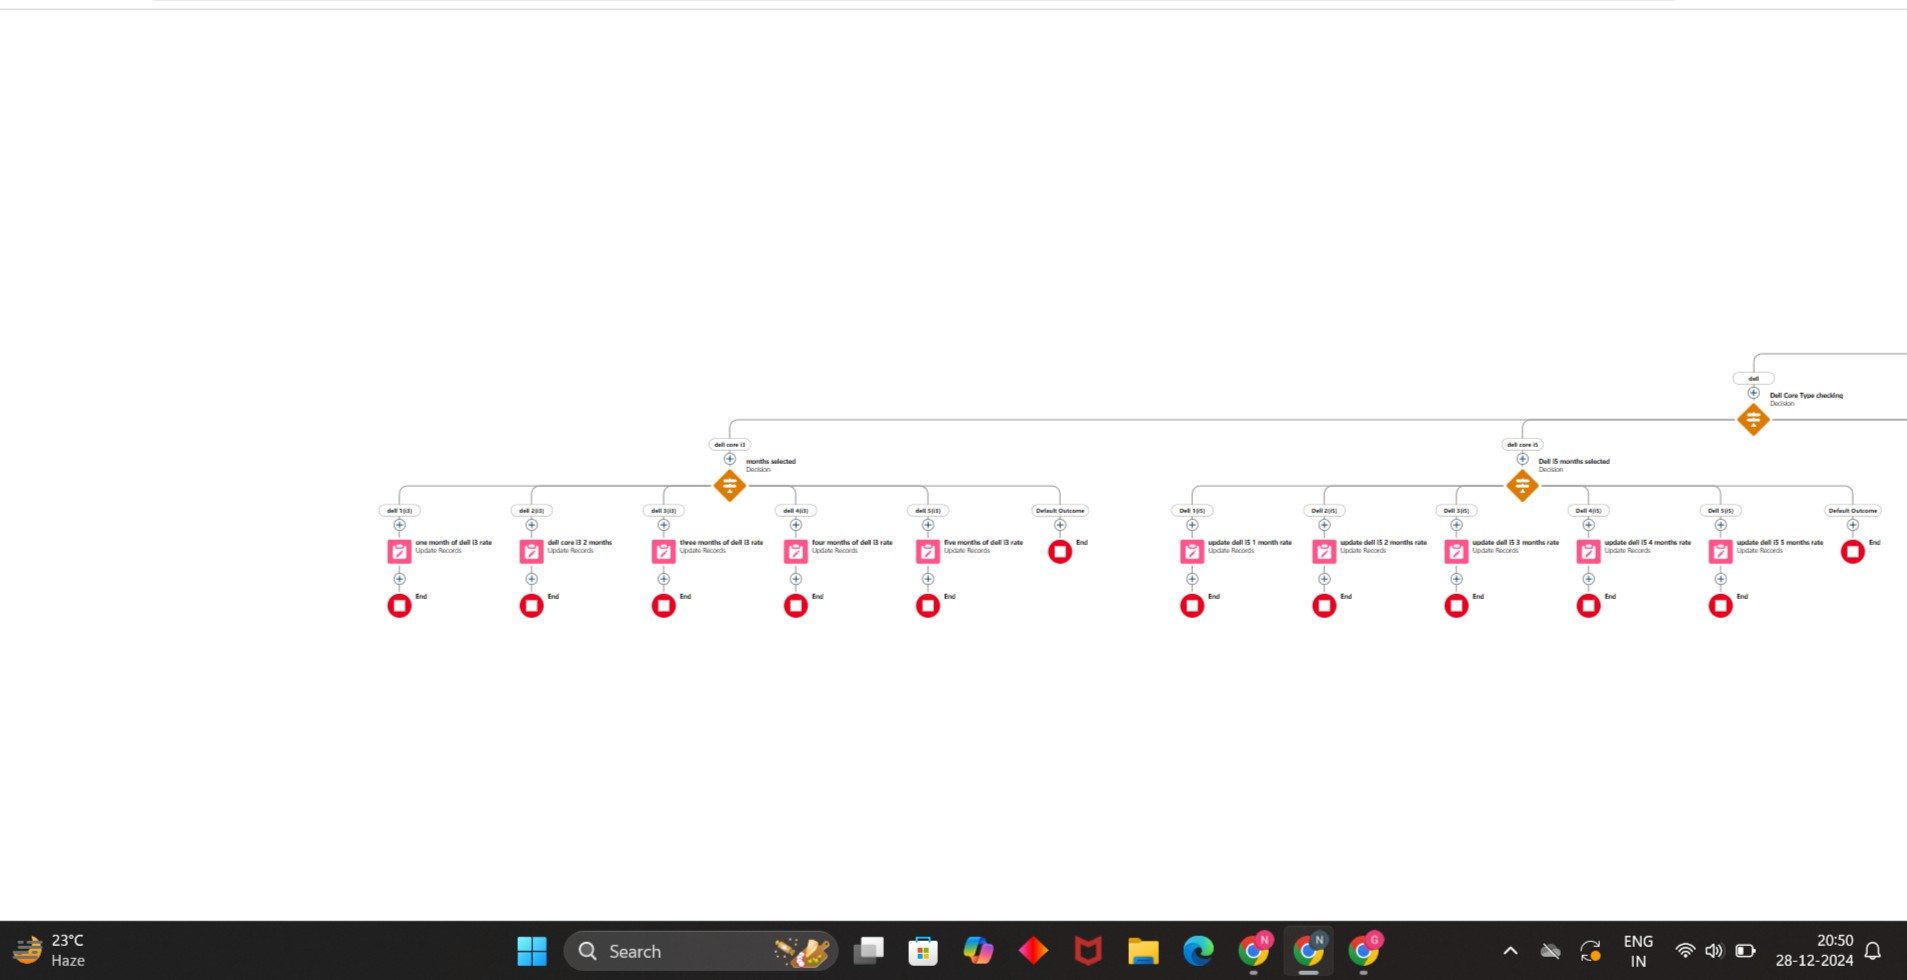 dell
Dell Core Type checking
Decision
dell core i3
months selected
Decision
dell core i5
Dell i5 months selected
Decision
dell 1(i3)
dell 2(i3)
dell 3(i3)
dell 4(i3)
dell 5(i3)
Default Outcome
Dell 1(i5)
Dell 2(i5)
Dell 3(i5)
Dell 4(i5)
Dell 5(i5)
Default Outcome
one month of dell i3 rate
Update Records
dell core i3 2 months
Update Records
three months of dell i3 rate
Update Records
four months of dell i3 rate
Update Records
five months of dell i3 rate
Update Records
End
update dell i5 1 month rate
Update Records
update dell i5 2 months rate
Update Records
update dell i5 3 months rate
Update Records
update dell i5 4 months rate
Update Records
update dell i5 5 months rate
Update Records
End
End
End
End
End
End
End
End
End
End
End
23°C
Haze
Search
N
N
G
ENG
IN
20:50
28-12-2024